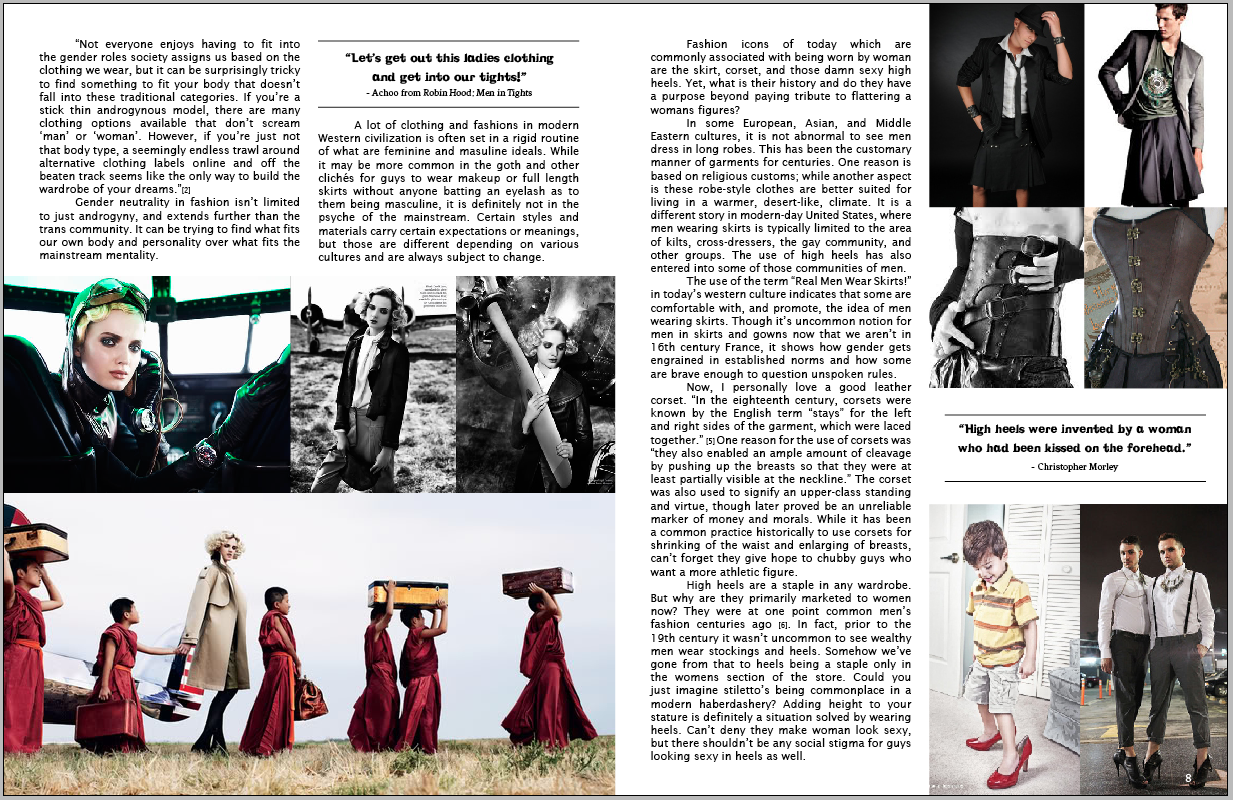 “Not everyone enjoys having to fit into
the gender roles society assigns us based on the
clothing we wear, but it can be surprisingly tricky
to find something to fit your body that doesn’t
fall into these traditional categories. If you’re a
stick thin androgynous model, there are many
clothing options available that don’t scream
‘man’ or ‘woman’. However, if you’re just not
that body type, a seemingly endless trawl around
alternative clothing labels online and off the
beaten track seems like the only way to build the
wardrobe of your dreams.”[2]
Gender neutrality in fashion isn’t limited
to just androgyny, and extends further than the
trans community. It can be trying to find what fits
our own body and personality over what fits the
mainstream mentality.
“Let’s get out this ladies clothing
and get into our tights!”
- Achoo from Robin Hood; Men in Tights
A lot of clothing and fashions in modern
Western civilization is often set in a rigid routine
of what are feminine and masuline ideals. While
it may be more common in the goth and other
clichés for guys to wear makeup or full length
skirts without anyone batting an eyelash as to
them being masculine, it is definitely not in the
psyche of the mainstream. Certain styles and
materials carry certain expectations or meanings,
but those are different depending on various
cultures and are always subject to change.
Fashion icons of today which are
commonly associated with being worn by woman
are the skirt, corset, and those damn sexy high
heels. Yet, what is their history and do they have
a purpose beyond paying tribute to flattering a
womans figures?
In some European, Asian, and Middle
Eastern cultures, it is not abnormal to see men
dress in long robes. This has been the customary
manner of garments for centuries. One reason is
based on religious customs; while another aspect
is these robe-style clothes are better suited for
living in a warmer, desert-like, climate. It is a
different story in modern-day United States, where
men wearing skirts is typically limited to the area
of kilts, cross-dressers, the gay community, and
other groups. The use of high heels has also
entered into some of those communities of men.
The use of the term “Real Men Wear Skirts!”
in today’s western culture indicates that some are
comfortable with, and promote, the idea of men
wearing skirts. Though it’s uncommon notion for
men in skirts and gowns now that we aren’t in
16th century France, it shows how gender gets
engrained in established norms and how some
are brave enough to question unspoken rules.
Now, I personally love a good leather
corset. “In the eighteenth century, corsets were
known by the English term “stays” for the left
and right sides of the garment, which were laced
together.” [5] One reason for the use of corsets was
“they also enabled an ample amount of cleavage
by pushing up the breasts so that they were at
least partially visible at the neckline.” The corset
was also used to signify an upper-class standing
and virtue, though later proved be an unreliable
marker of money and morals. While it has been
a common practice historically to use corsets for
shrinking of the waist and enlarging of breasts,
can’t forget they give hope to chubby guys who
want a more athletic figure.
High heels are a staple in any wardrobe.
But why are they primarily marketed to women
now? They were at one point common men’s
fashion centuries ago [6]. In fact, prior to the
19th century it wasn’t uncommon to see wealthy
men wear stockings and heels. Somehow we’ve
gone from that to heels being a staple only in
the womens section of the store. Could you
just imagine stiletto’s being commonplace in a
modern haberdashery? Adding height to your
stature is definitely a situation solved by wearing
heels. Can’t deny they make woman look sexy,
but there shouldn’t be any social stigma for guys
looking sexy in heels as well.
“High heels were invented by a woman
who had been kissed on the forehead.”
- Christopher Morley
8